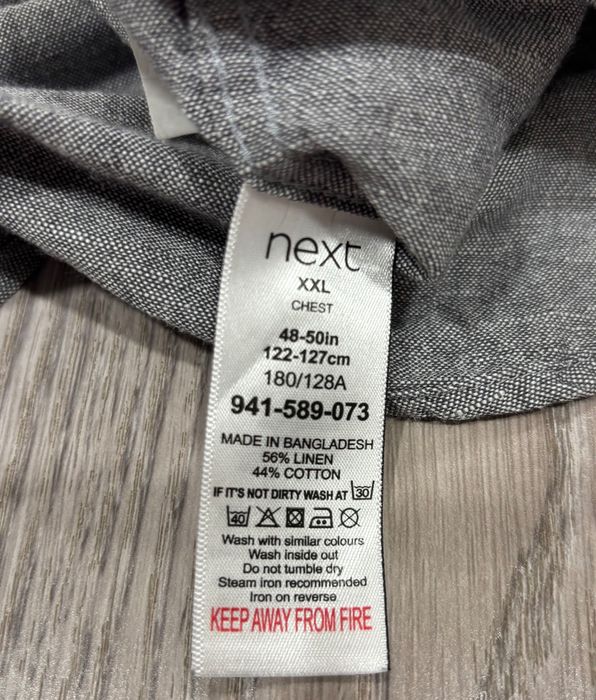 next
XXL
CHEST
48-50in
122-127cm
180/128A
941-589-073
MADE IN BANGLADESH
56% LINEN
44% COTTON
IF IT'S NOT DIRTY WASH AT 30
40
Wash with similar colours
Wash inside out
Do not tumble dry
Steam iron recommended
Iron on reverse
KEEP AWAY FROM FIRE